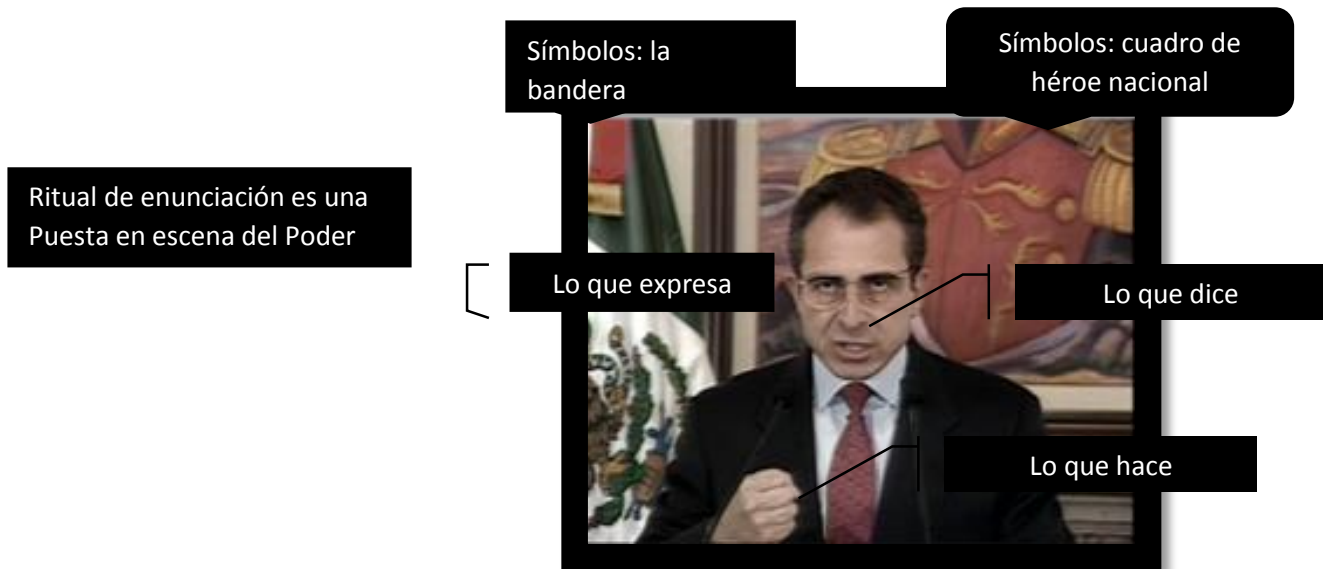 Símbolos: la
bandera
Símbolos: cuadro de
héroe nacional
Ritual de enunciación es una
Puesta en escena del Poder
Lo que expresa
Lo que dice
Lo que hace